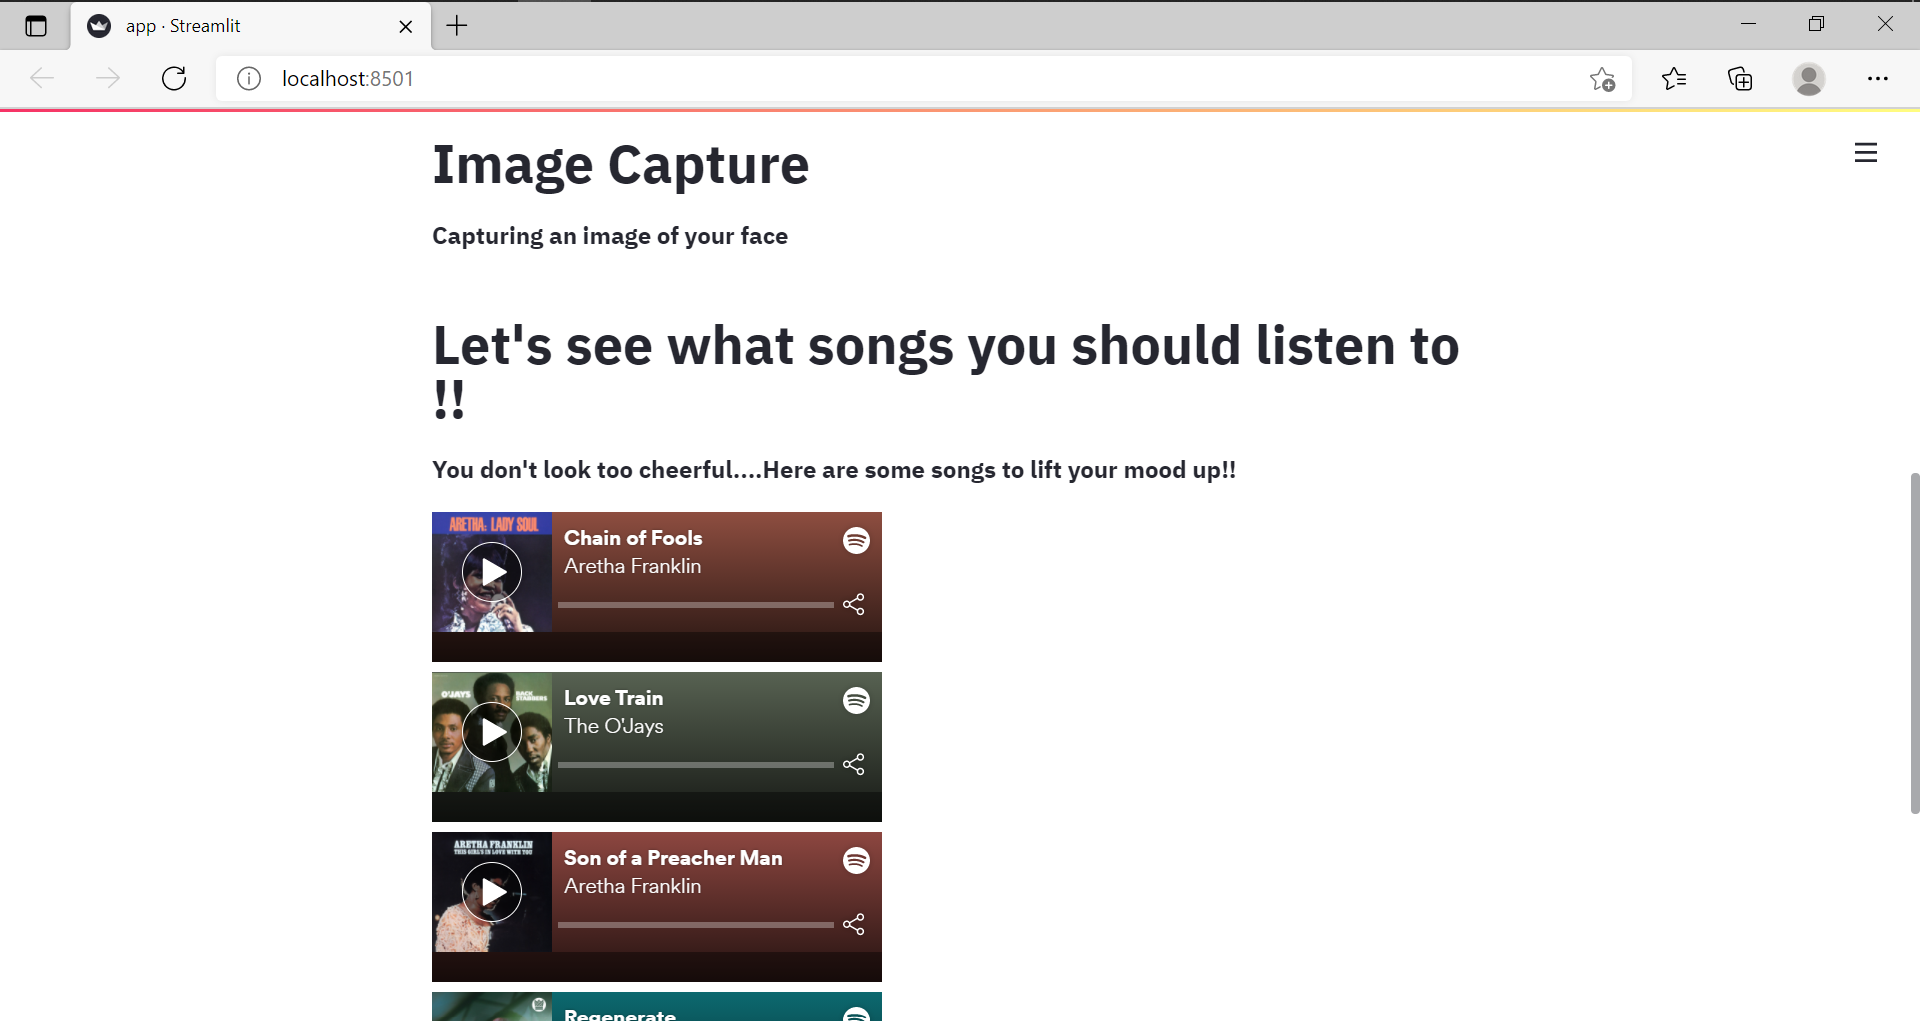 app · Streamlit
localhost:8501
Image Capture
Capturing an image of your face
Let's see what songs you should listen to
!!
You don't look too cheerful....Here are some songs to lift your mood up!!
ARETHA: LADY SOUL
Chain of Fools
Aretha Franklin
O'JAYS
BACK
STABBERS
Love Train
The O'Jays
ARETHA FRANKLIN
THIS GIRL'S IN LOVE WITH YOU
Son of a Preacher Man
Aretha Franklin
Regenerate